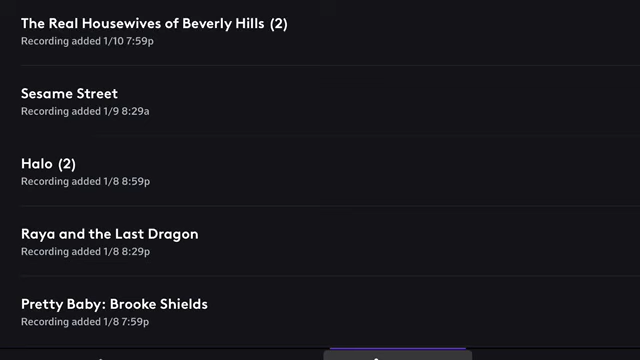 The Real Housewives of Beverly Hills (2)
Recording added 1/10 7:59p
Sesame Street
Recording added 1/9 8:29a
Halo (2)
Recording added 1/8 8:59p
Raya and the Last Dragon
Recording added 1/8 8:29p
Pretty Baby: Brooke Shields
Recording added 1/8 7:59p